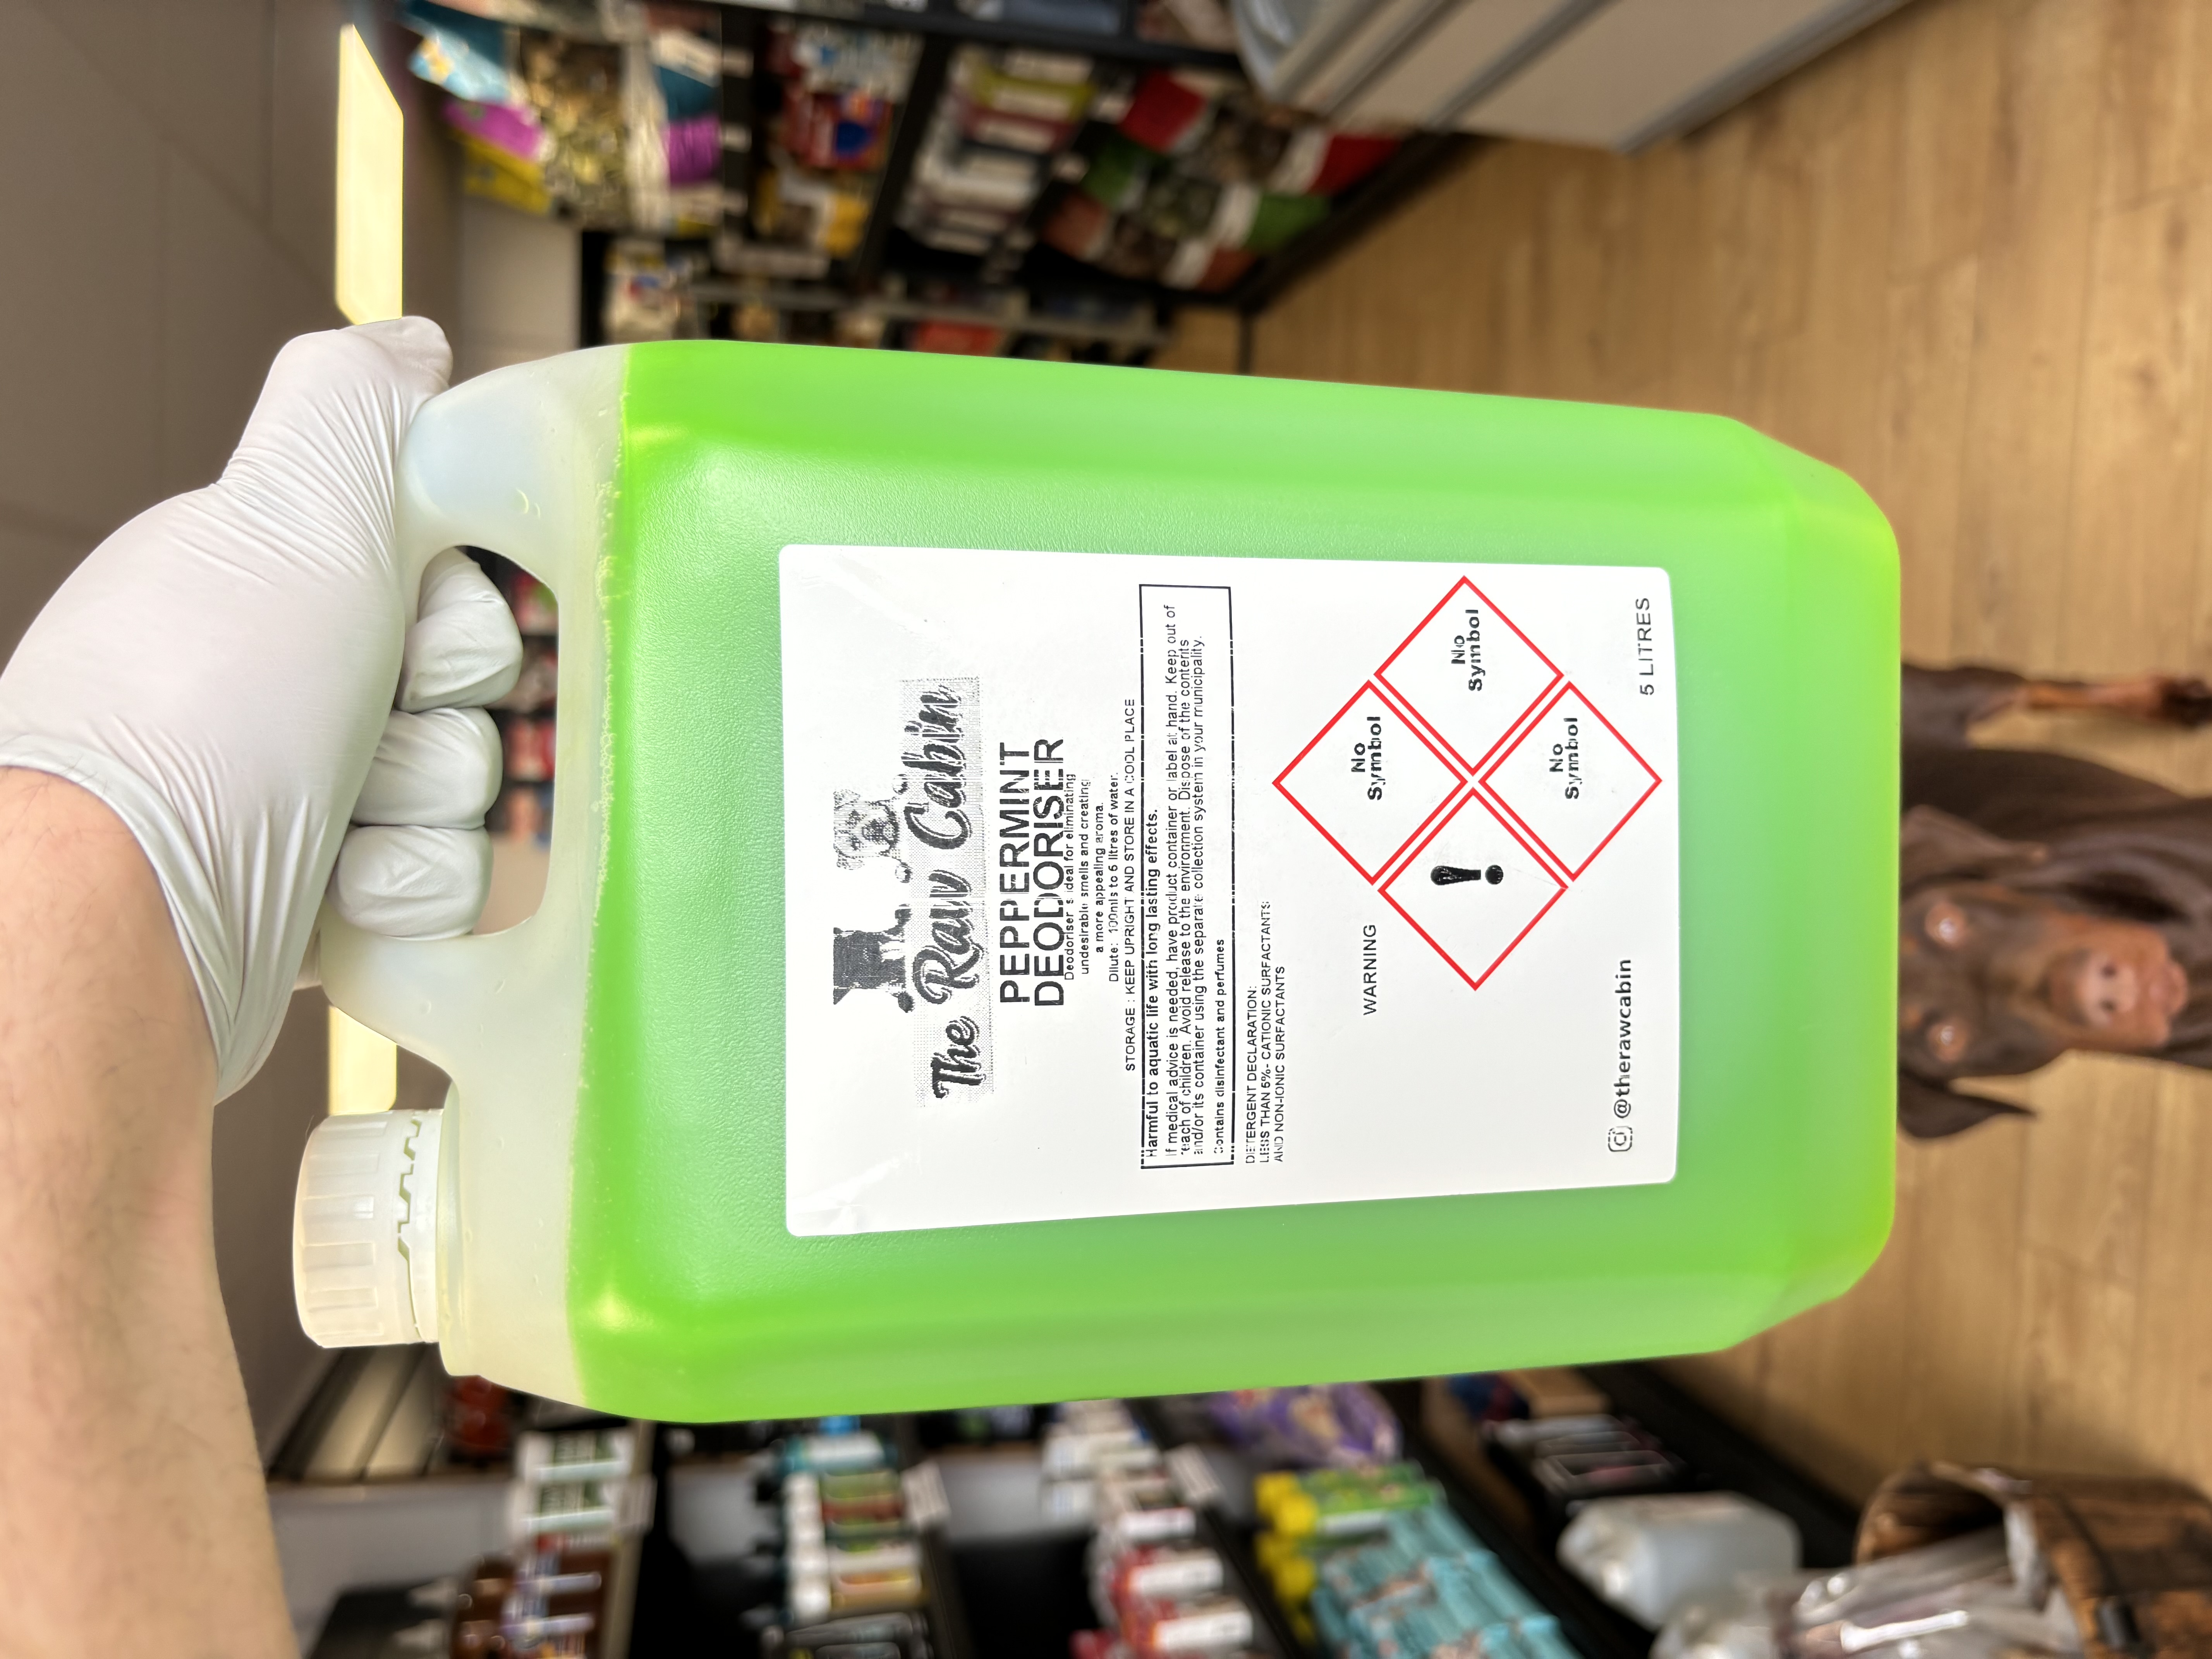 The Raw Cabin
PEPPERMINT
DEODORISER
Deodoriser s ideal for eliminating
undesirable smells and creating
a more appealing aroma.
Dilute: 100mls to 6 litres of water.
STORAGE : KEEP UPRIGHT AND STORE IN A COOL PLACE
Harmful to aquatic life with long lasting effects.
If medical advice is needed, have product container or label at hand. Keep out of
reach of children. Avoid release to the environment. Dispose of the contents
and/or its container using the separate collection system in your municipality.
Contains disinfectant and perfumes
DETERGENT DECLARATION:
LESS THAN 5%- CATIONIC SURFACTANTS:
AND NON-IONIC SURFACTANTS
WARNING
No
Symbol
!
No
Symbol
No
Symbol
@therawcabin
5 LITRES